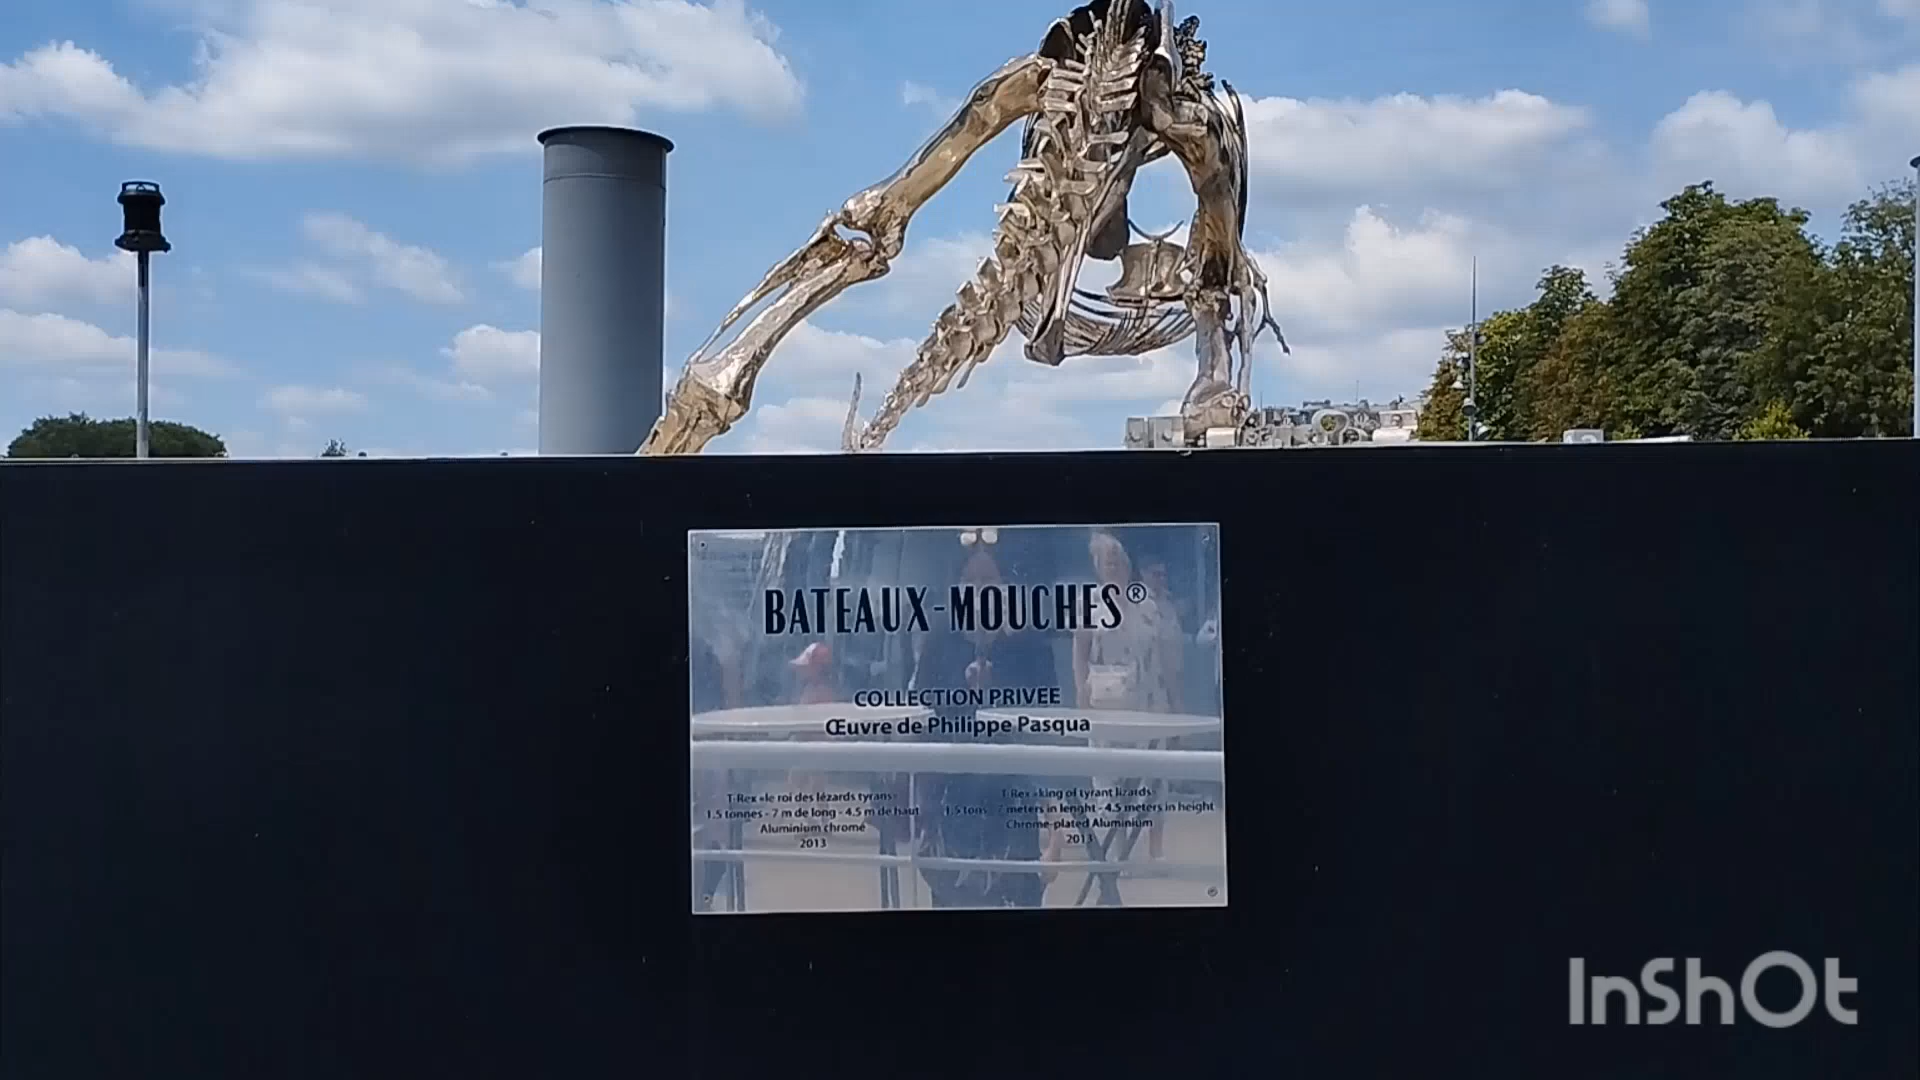 BATEAUX-MOUCHES®
COLLECTION PRIVEE
Œuvre de Philippe Pasqua
T-Rex «le roi des lézards tyrans»
1.5 tonnes - 7 m de long - 4.5 m de haut
Aluminium chromé
2013
T-Rex «king of tyrant lizards»
1.5 tons - 7 meters in lenght - 4.5 meters in height
Chrome-plated Aluminium
2013
InShOt